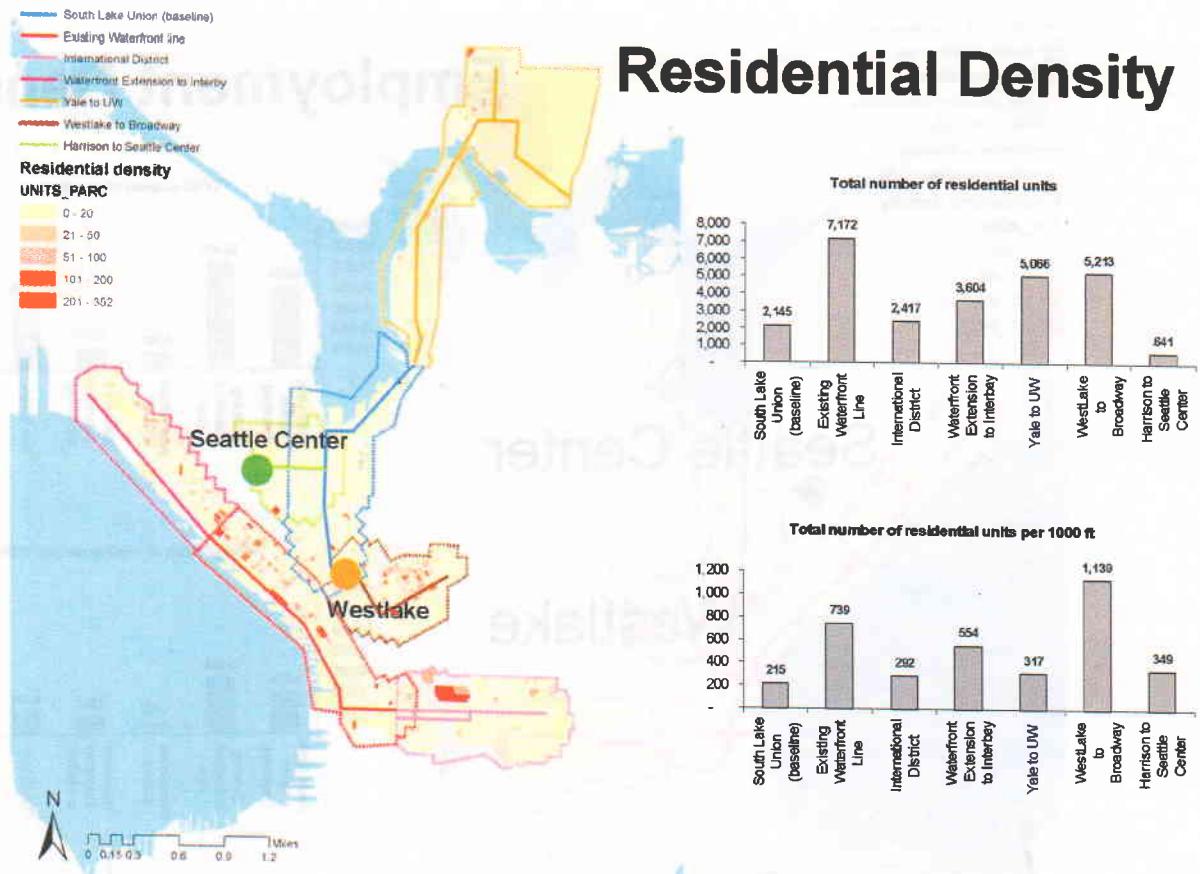 South Lake Union (baseline)
Existing Waterfront line
International District
Waterfront Extension to Interby
Yale to UW
Westlake to Broadway
Harrison to Seattle Center
Residential density
UNITS_PARC
0 - 20
21 - 50
51 - 100
101 - 200
201 - 352
Residential Density
Seattle Center
Westlake
N
Miles
0 0.15 0.3 0.6 0.9 1.2
Total number of residential units
8,000
7,000
6,000
5,000
4,000
3,000
2,000
1,000
-
2,145
7,172
2,417
3,604
5,066
5,213
641
South Lake
Union
(baseline)
Existing
Waterfront
Line
International
District
Waterfront
Extension
to Interbay
Yale to UW
WestLake
to
Broadway
Harrison to
Seattle
Center
Total number of residential units per 1000 ft
1,200
1,000
800
600
400
200
-
215
739
292
554
317
1,139
349
South Lake
Union
(baseline)
Existing
Waterfront
Line
International
District
Waterfront
Extension
to Interbay
Yale to UW
WestLake
to
Broadway
Harrison to
Seattle
Center
Employment
Seattle Center
Westlake